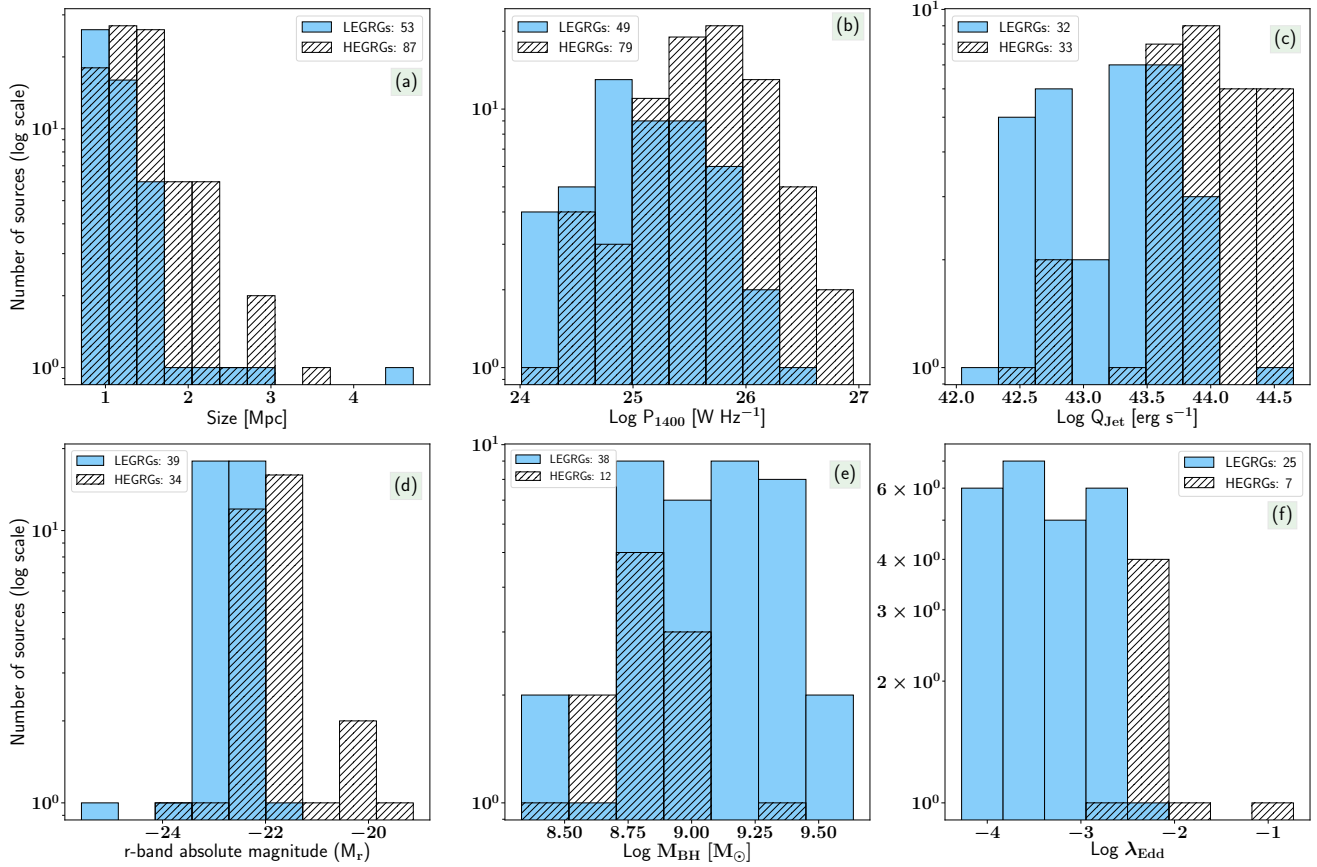 LEGRGs: 53
HEGRGs: 87
(a)
Number of sources (log scale)
10¹
10⁰
1 2 3 4
Size [Mpc]
LEGRGs: 49
HEGRGs: 79
(b)
10¹
10⁰
24 25 26 27
Log P₁₄₀₀ [W Hz⁻¹]
LEGRGs: 32
HEGRGs: 33
(c)
10¹
10⁰
42.0 42.5 43.0 43.5 44.0 44.5
Log Q_Jet [erg s⁻¹]
LEGRGs: 39
HEGRGs: 34
(d)
Number of sources (log scale)
10¹
10⁰
−24 −22 −20
r-band absolute magnitude (Mᵣ)
LEGRGs: 38
HEGRGs: 12
(e)
10¹
10⁰
8.50 8.75 9.00 9.25 9.50
Log M_BH [M_⊙]
LEGRGs: 25
HEGRGs: 7
(f)
6 × 10⁰
4 × 10⁰
3 × 10⁰
2 × 10⁰
10⁰
−4 −3 −2 −1
Log λ_Edd